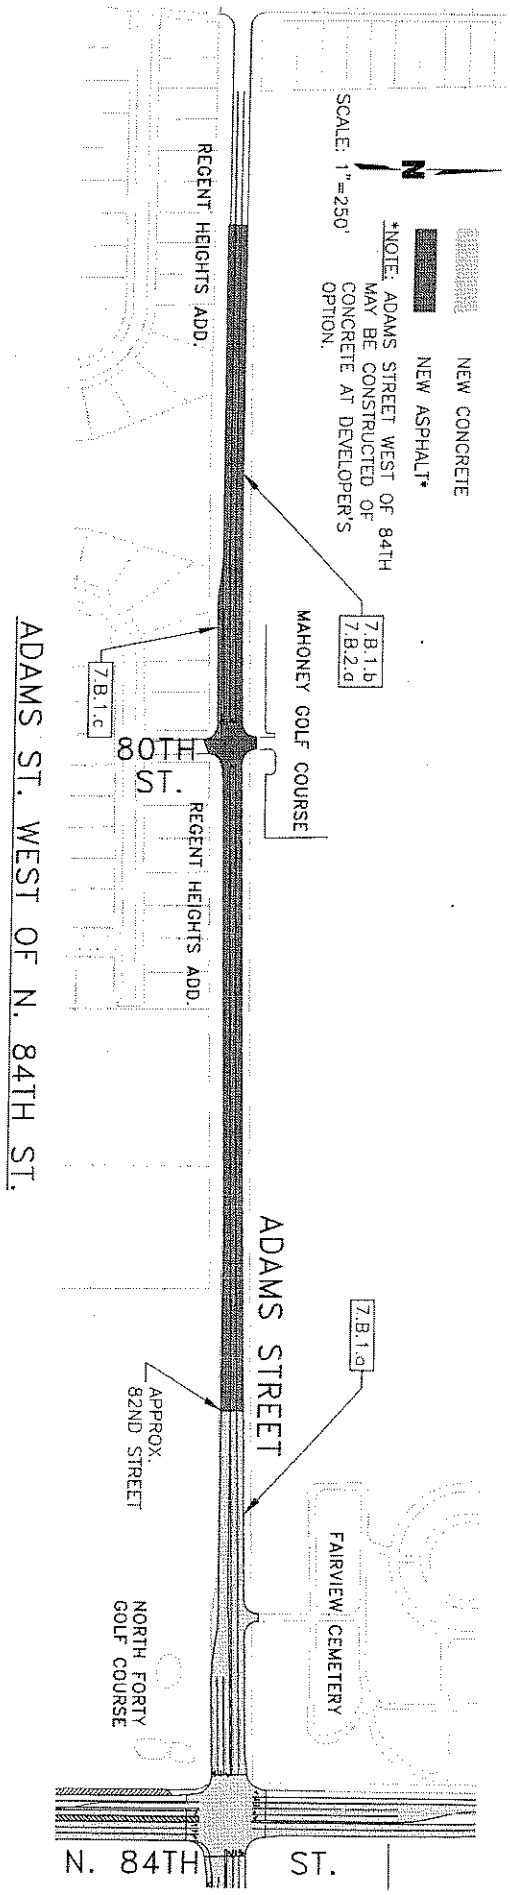 N
SCALE: 1"=250'
NEW CONCRETE
NEW ASPHALT*
*NOTE: ADAMS STREET WEST OF 84TH
MAY BE CONSTRUCTED OF
CONCRETE AT DEVELOPER'S
OPTION.
7.B.1.b
7.B.2.a
MAHONEY GOLF COURSE
REGENT HEIGHTS ADD.
7.B.1.c
80TH
ST.
REGENT HEIGHTS ADD.
ADAMS STREET
7.B.1.a
APPROX.
82ND STREET
FAIRVIEW CEMETERY
NORTH FORTY
GOLF COURSE
N. 84TH ST.
ADAMS ST. WEST OF N. 84TH ST.